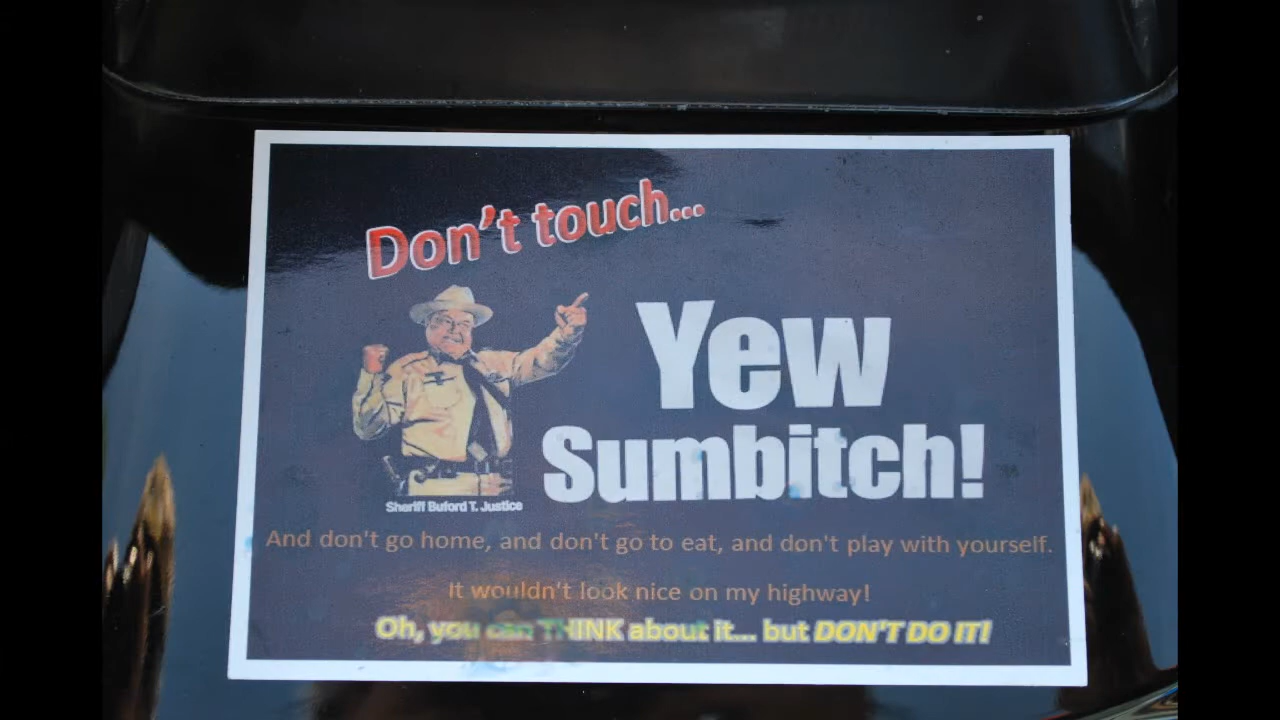 Don't touch...
Yew
Sumbitch!
Sheriff Buford T. Justice
And don't go home, and don't go to eat, and don't play with yourself.
It wouldn't look nice on my highway!
Oh, you can THINK about it... but DON'T DO IT!